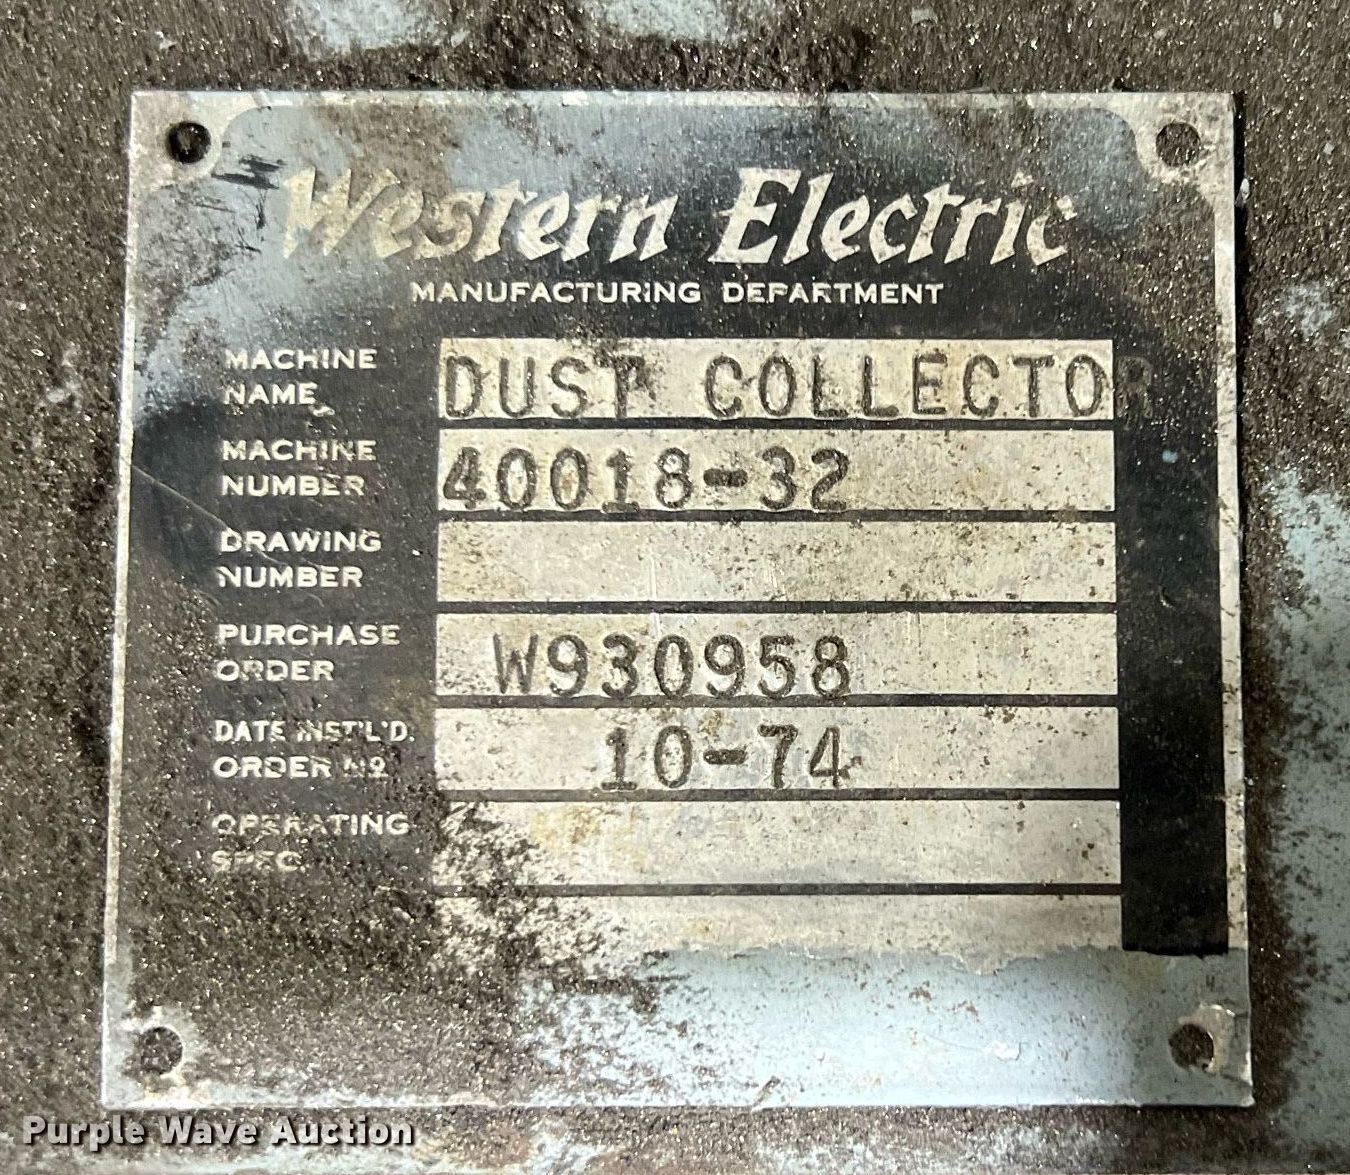 Western Electric
MANUFACTURING DEPARTMENT
MACHINE
NAME
DUST COLLECTOR
MACHINE
NUMBER
40018-32
DRAWING
NUMBER
PURCHASE
ORDER
W930958
DATE INST'L'D.
ORDER NO.
10-74
OPERATING
SPEC.
Purple Wave Auction